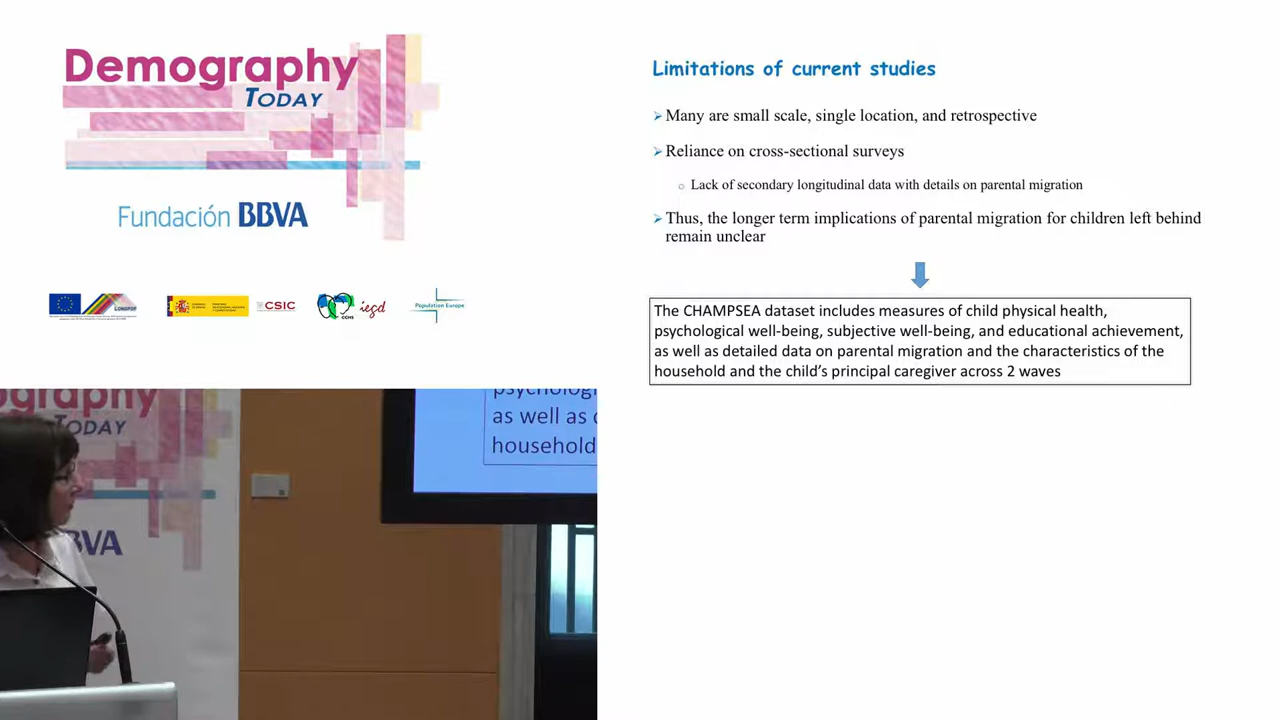 Demography
TODAY
Fundación BBVA
LONGPOP
CSIC
CCHS
iegd
Population Europe
Limitations of current studies
Many are small scale, single location, and retrospective
Reliance on cross-sectional surveys
Lack of secondary longitudinal data with details on parental migration
Thus, the longer term implications of parental migration for children left behind
remain unclear
The CHAMPSEA dataset includes measures of child physical health,
psychological well-being, subjective well-being, and educational achievement,
as well as detailed data on parental migration and the characteristics of the
household and the child's principal caregiver across 2 waves
ography
TODAY
BVA
psychologi
as well as
household